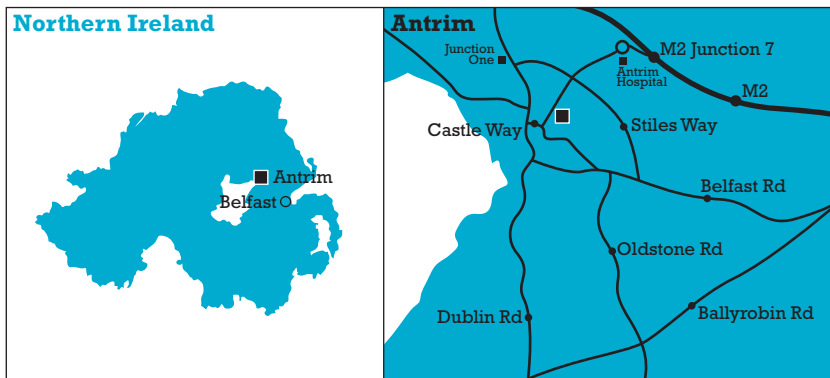 Northern Ireland
Antrim
Belfast
Antrim
Junction
One
M2 Junction 7
Antrim
Hospital
M2
Castle Way
Stiles Way
Belfast Rd
Oldstone Rd
Dublin Rd
Ballyrobin Rd